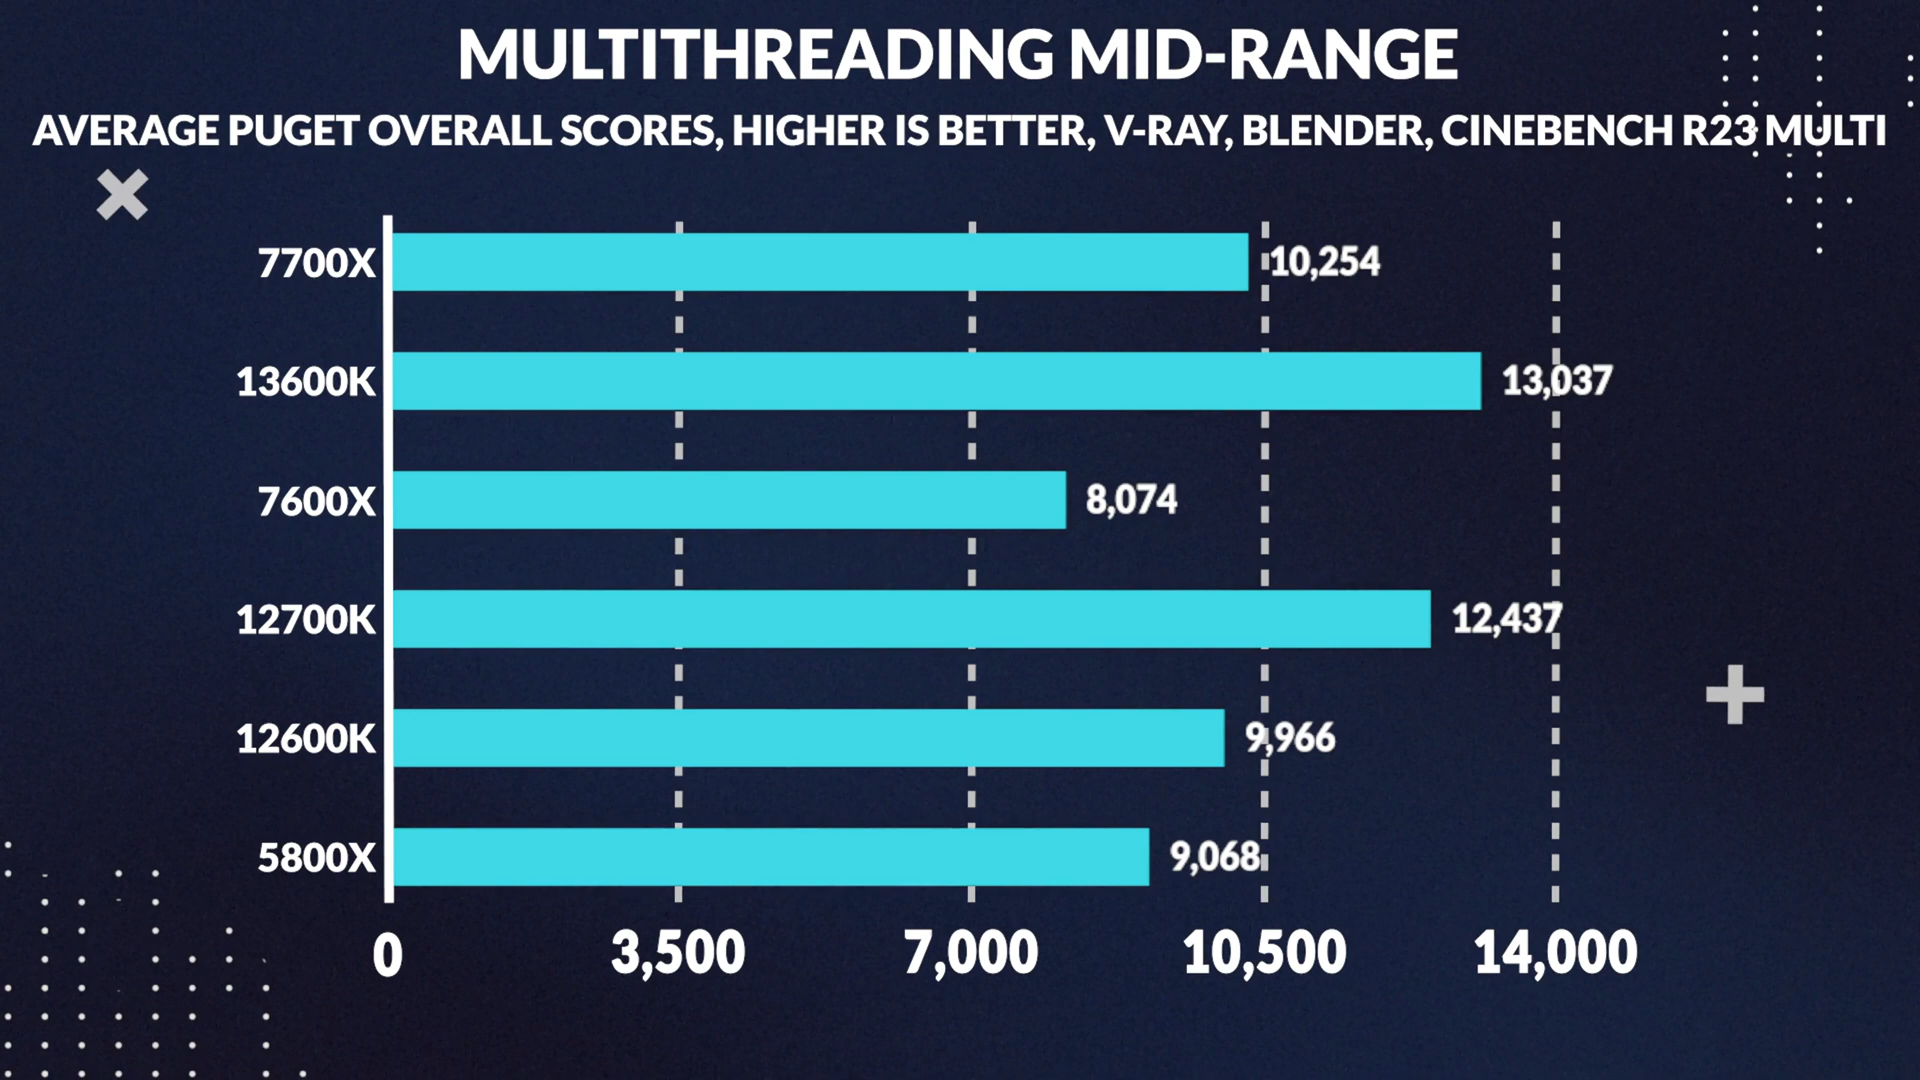 MULTITHREADING MID-RANGE
AVERAGE PUGET OVERALL SCORES, HIGHER IS BETTER, V-RAY, BLENDER, CINEBENCH R23 MULTI
7700X 10,254
13600K 13,037
7600X 8,074
12700K 12,437
12600K 9,966
5800X 9,068
0 3,500 7,000 10,500 14,000